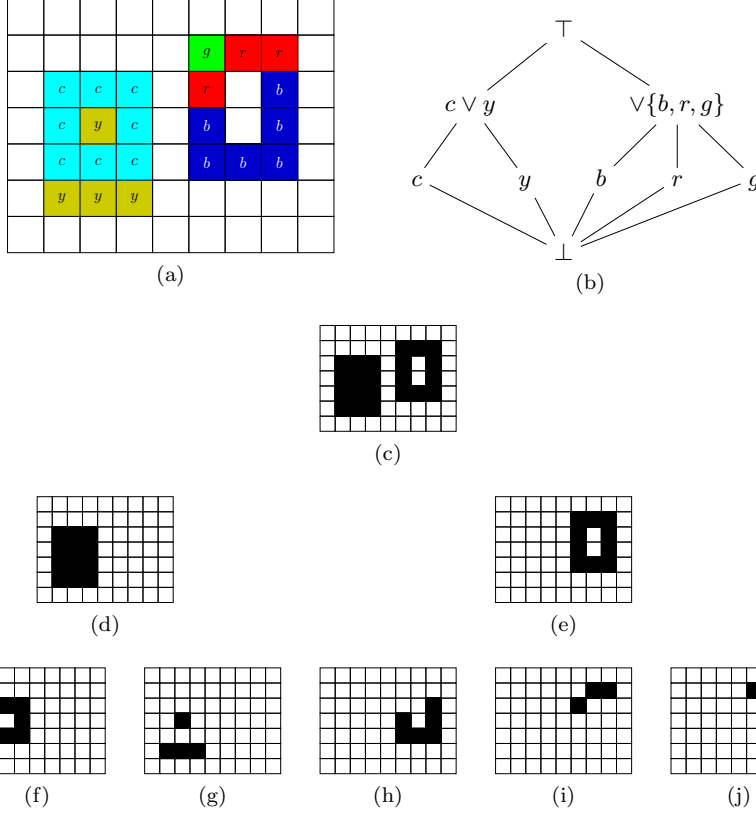 g r r
c c c r b
c y c b b
c c c b b b
y y y
(a)
⊤
c ∨ y ∨{b, r, g}
c y b r g
⊥
(b)
(c)
(d) (e)
(f) (g) (h) (i) (j)